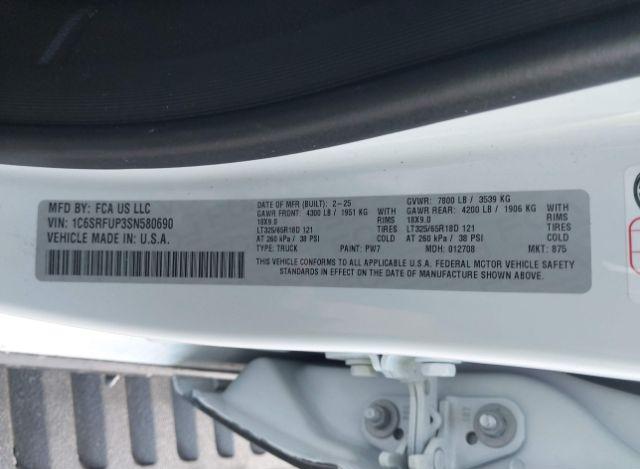 MFD BY: FCA US LLC
VIN: 1C6SRFUP3SN580690
VEHICLE MADE IN: U.S.A.
DATE OF MFR (BUILT): 2-25
GAWR FRONT: 4300 LB / 1951 KG
WITH
18X9.0
RIMS
LT325/65R18D 121
TIRES
AT 260 kPa / 38 PSI
COLD
TYPE: TRUCK
PAINT: PW7
GVWR: 7800 LB / 3539 KG
GAWR REAR: 4200 LB / 1906 KG
WITH
18X9.0
RIMS
LT325/65R18D 121
TIRES
AT 260 kPa / 38 PSI
COLD
MDH: 012708
MKT: 875
THIS VEHICLE CONFORMS TO ALL APPLICABLE U.S.A. FEDERAL MOTOR VEHICLE SAFETY
STANDARDS IN EFFECT ON THE DATE OF MANUFACTURE SHOWN ABOVE.